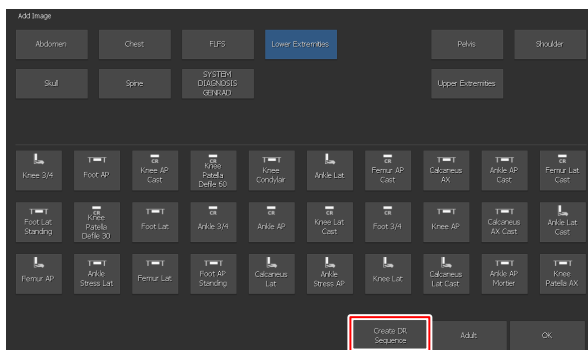 Add Image
Abdomen
Chest
FLFS
Lower Extremities
Pelvis
Shoulder
Skull
Spine
SYSTEM
DIAGNOSIS
GENRAD
Upper Extremities
Knee 3/4
Foot AP
CR
Knee AP
Cast
CR
Knee
Patella
Defile 60
Knee
Condylair
Ankle Lat
CR
Femur AP
Cast
Calcaneus
AX
Ankle AP
Cast
CR
Femur Lat
Cast
Foot Lat
Standing
CR
Knee
Patella
Defile 30
Foot Lat
CR
Ankle 3/4
CR
Ankle AP
CR
Knee Lat
Cast
CR
Foot 3/4
Knee AP
Calcaneus
AX Cast
Ankle Lat
Cast
Femur AP
Ankle
Stress Lat
Femur Lat
Foot AP
Standing
Calcaneus
Lat
Ankle
Stress AP
Knee Lat
Calcaneus
Lat Cast
Ankle AP
Mortier
Knee
Patella AX
Create DR
Sequence
Adult
OK